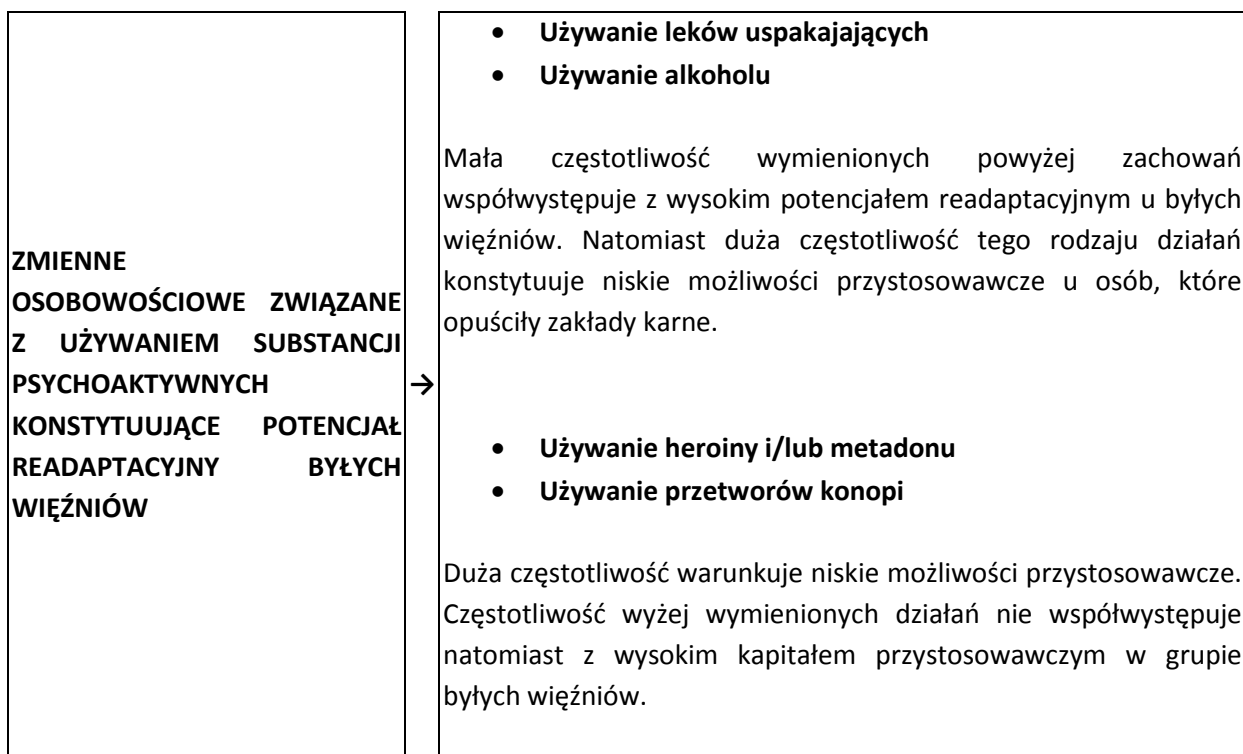 ZMIENNE
OSOBOWOŚCIOWE ZWIĄZANE
Z UŻYWANIEM SUBSTANCJI
PSYCHOAKTYWNYCH
KONSTYTUUJĄCE POTENCJAŁ
READAPTACYJNY BYŁYCH
WIĘŹNIÓW
→
• Używanie leków uspakajających
• Używanie alkoholu
Mała częstotliwość wymienionych powyżej zachowań
współwystępuje z wysokim potencjałem readaptacyjnym u byłych
więźniów. Natomiast duża częstotliwość tego rodzaju działań
konstytuuje niskie możliwości przystosowawcze u osób, które
opuściły zakłady karne.
• Używanie heroiny i/lub metadonu
• Używanie przetworów konopi
Duża częstotliwość warunkuje niskie możliwości przystosowawcze.
Częstotliwość wyżej wymienionych działań nie współwystępuje
natomiast z wysokim kapitałem przystosowawczym w grupie
byłych więźniów.